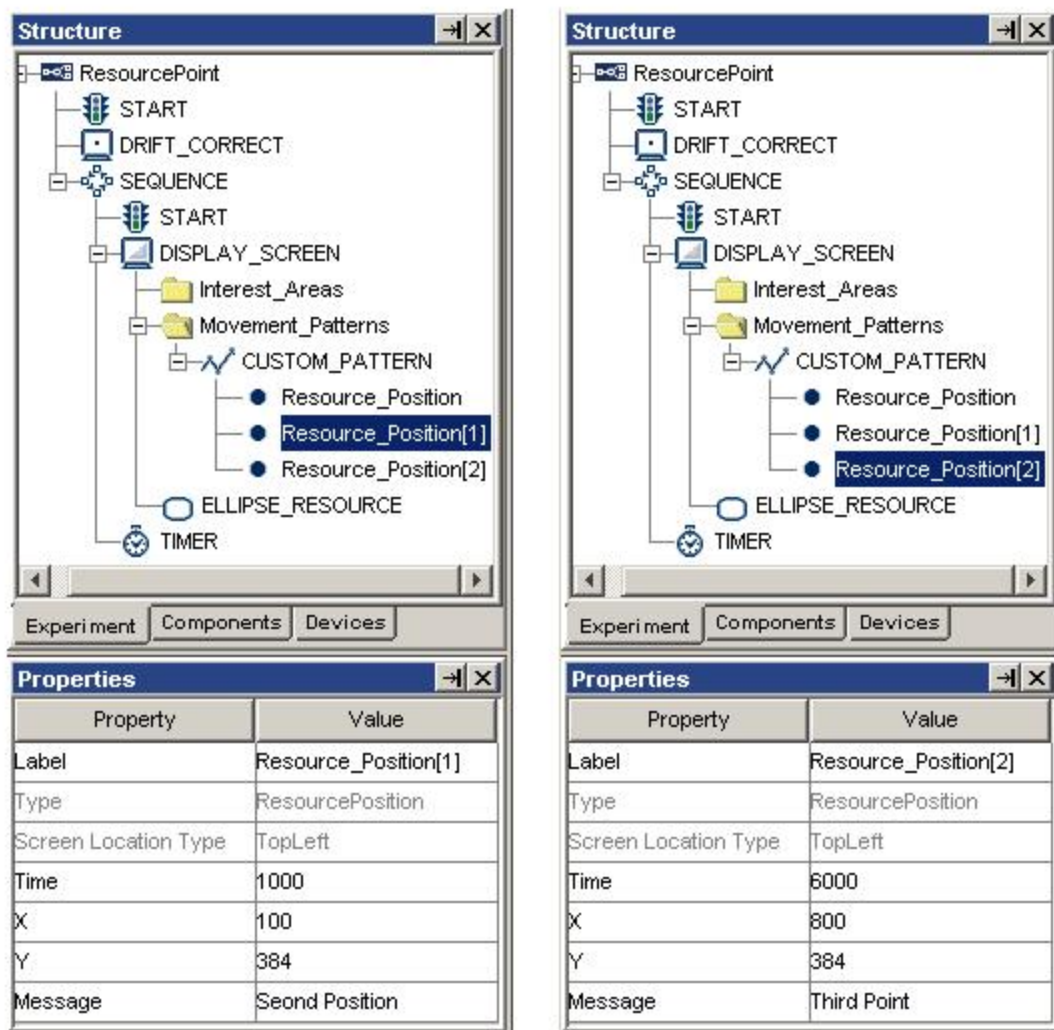 Structure
ResourcePoint
START
DRIFT_CORRECT
SEQUENCE
START
DISPLAY_SCREEN
Interest_Areas
Movement_Patterns
CUSTOM_PATTERN
Resource_Position
Resource_Position[1]
Resource_Position[2]
ELLIPSE_RESOURCE
TIMER
Experiment Components Devices
Properties
Property Value
Label Resource_Position[1]
Type ResourcePosition
Screen Location Type TopLeft
Time 1000
X 100
Y 384
Message Seond Position
Structure
ResourcePoint
START
DRIFT_CORRECT
SEQUENCE
START
DISPLAY_SCREEN
Interest_Areas
Movement_Patterns
CUSTOM_PATTERN
Resource_Position
Resource_Position[1]
Resource_Position[2]
ELLIPSE_RESOURCE
TIMER
Experiment Components Devices
Properties
Property Value
Label Resource_Position[2]
Type ResourcePosition
Screen Location Type TopLeft
Time 6000
X 800
Y 384
Message Third Point